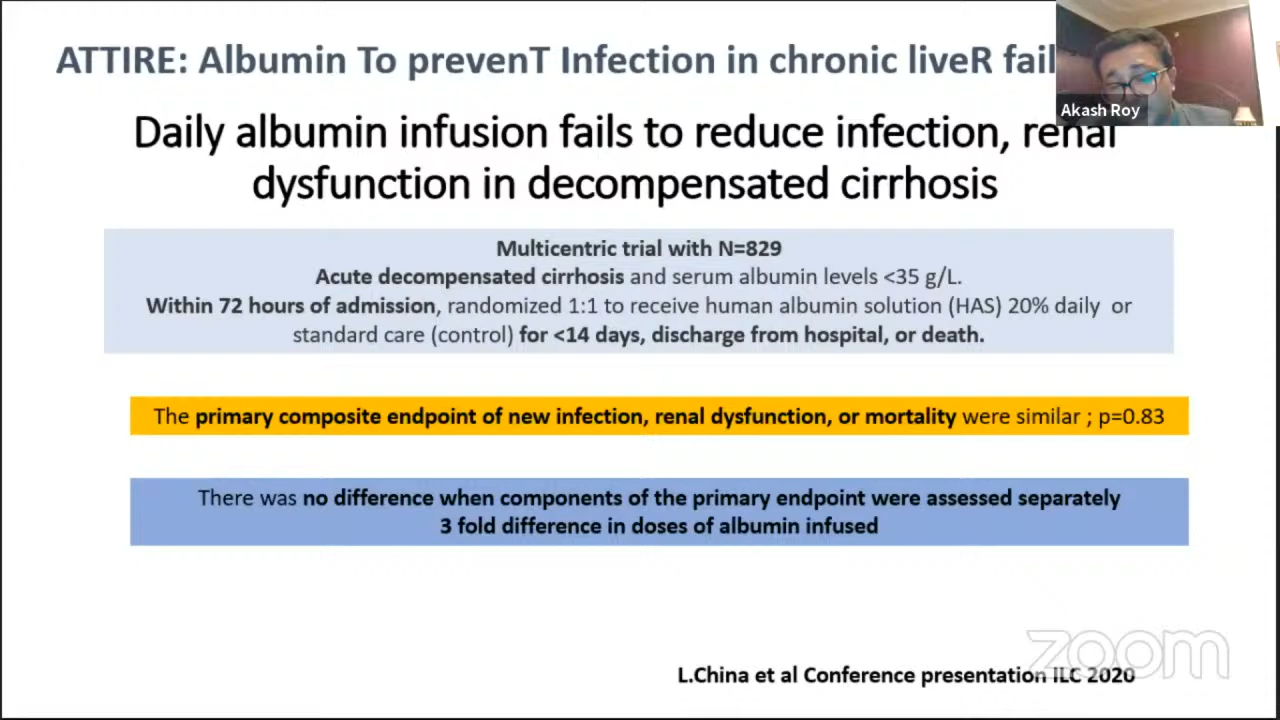 ATTIRE: Albumin To prevenT Infection in chronic liveR fail
Akash Roy
Daily albumin infusion fails to reduce infection, renal
dysfunction in decompensated cirrhosis
Multicentric trial with N=829
Acute decompensated cirrhosis and serum albumin levels <35 g/L.
Within 72 hours of admission, randomized 1:1 to receive human albumin solution (HAS) 20% daily or
standard care (control) for <14 days, discharge from hospital, or death.
The primary composite endpoint of new infection, renal dysfunction, or mortality were similar ; p=0.83
There was no difference when components of the primary endpoint were assessed separately
3 fold difference in doses of albumin infused
zoom
L.China et al Conference presentation ILC 2020